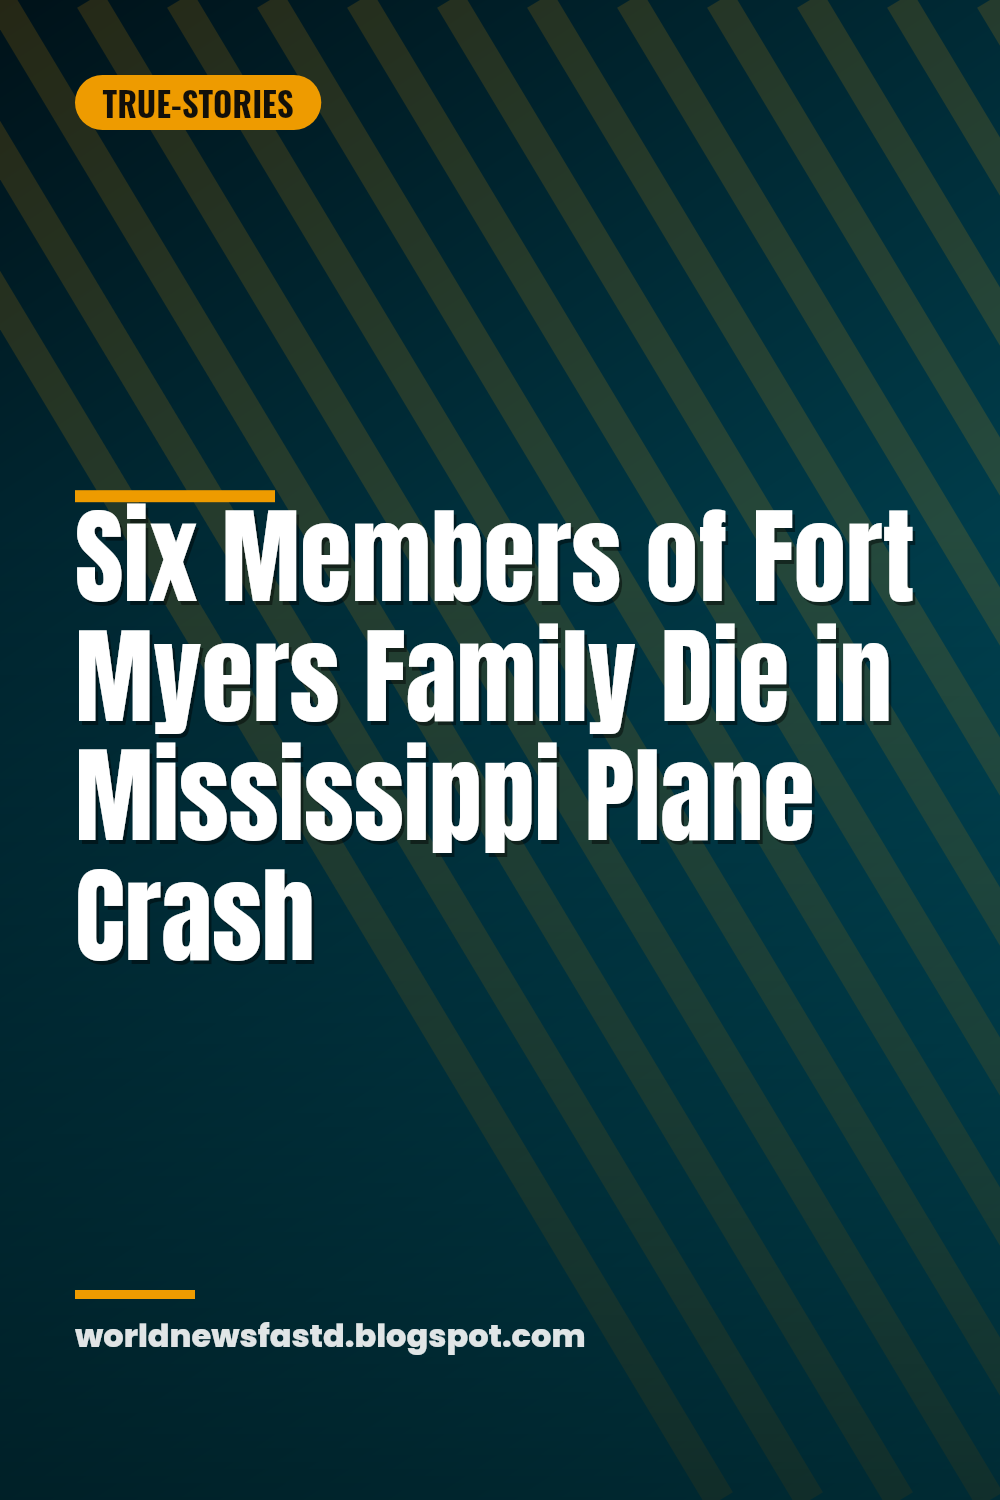 TRUE-STORIES
Six Members of Fort
Myers Family Die in
Mississippi Plane
Crash
worldnewsfastd.blogspot.com